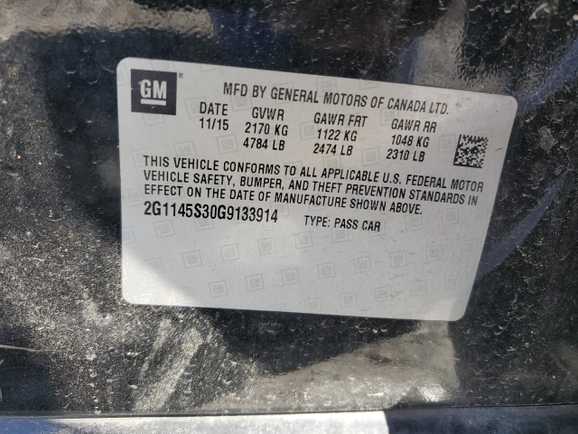 GM
MFD BY GENERAL MOTORS OF CANADA LTD.
DATE GVWR GAWR FRT GAWR RR
11/15 2170 KG 1122 KG 1048 KG
4784 LB 2474 LB 2310 LB
THIS VEHICLE CONFORMS TO ALL APPLICABLE U.S. FEDERAL MOTOR
VEHICLE SAFETY, BUMPER, AND THEFT PREVENTION STANDARDS IN
EFFECT ON THE DATE OF MANUFACTURE SHOWN ABOVE.
2G1145S30G9133914 TYPE: PASS CAR